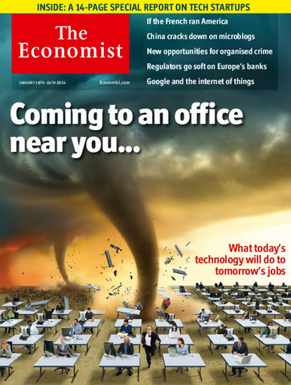 INSIDE: A 14-PAGE SPECIAL REPORT ON TECH STARTUPS
The
Economist
JANUARY 18TH–24TH 2014
Economist.com
If the French ran America
China cracks down on microblogs
New opportunities for organised crime
Regulators go soft on Europe's banks
Google and the internet of things
Coming to an office
near you...
What today's
technology will do to
tomorrow's jobs